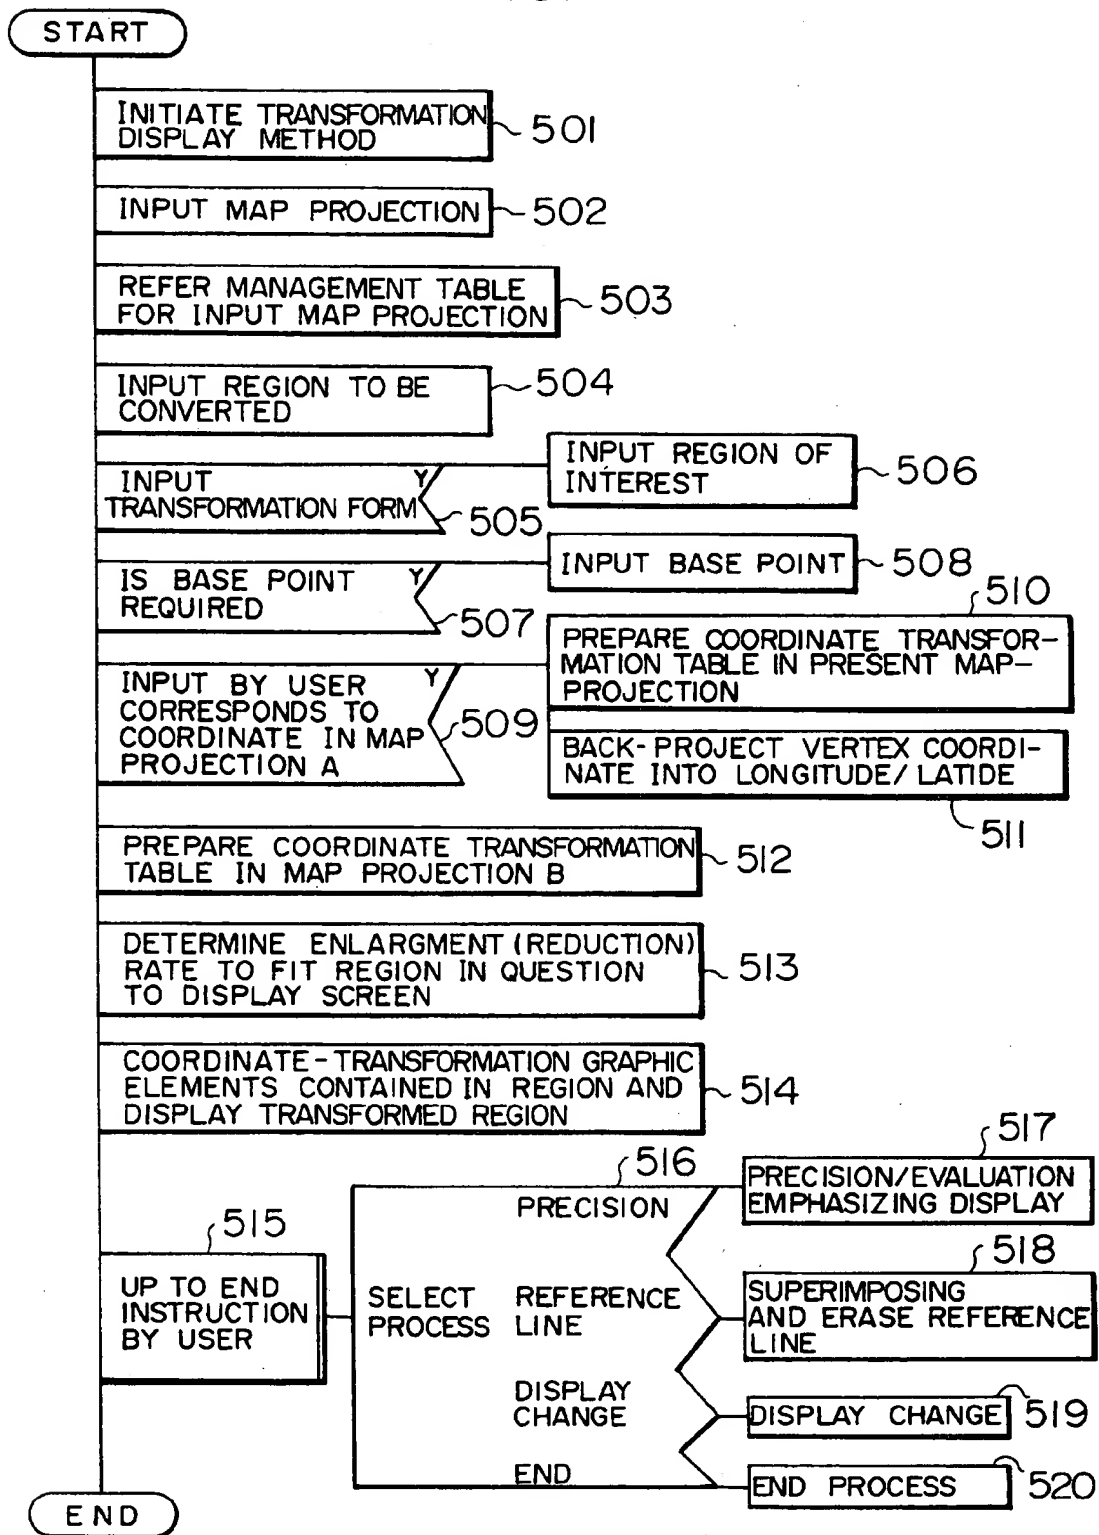 START
INITIATE TRANSFORMATION
DISPLAY METHOD
501
INPUT MAP PROJECTION
502
REFER MANAGEMENT TABLE
FOR INPUT MAP PROJECTION
503
INPUT REGION TO BE
CONVERTED
504
INPUT
TRANSFORMATION FORM
Y
505
INPUT REGION OF
INTEREST
506
IS BASE POINT
REQUIRED
Y
507
INPUT BASE POINT
508
INPUT BY USER
CORRESPONDS TO
COORDINATE IN MAP
PROJECTION A
Y
509
510
PREPARE COORDINATE TRANSFOR-
MATION TABLE IN PRESENT MAP-
PROJECTION
BACK-PROJECT VERTEX COORDI-
NATE INTO LONGITUDE/LATIDE
511
PREPARE COORDINATE TRANSFORMATION
TABLE IN MAP PROJECTION B
512
DETERMINE ENLARGMENT (REDUCTION)
RATE TO FIT REGION IN QUESTION
TO DISPLAY SCREEN
513
COORDINATE-TRANSFORMATION GRAPHIC
ELEMENTS CONTAINED IN REGION AND
DISPLAY TRANSFORMED REGION
514
515
UP TO END
INSTRUCTION
BY USER
516
SELECT
PROCESS
PRECISION
517
PRECISION/EVALUATION
EMPHASIZING DISPLAY
REFERENCE
LINE
518
SUPERIMPOSING
AND ERASE REFERENCE
LINE
DISPLAY
CHANGE
DISPLAY CHANGE
519
END
END PROCESS
520
END